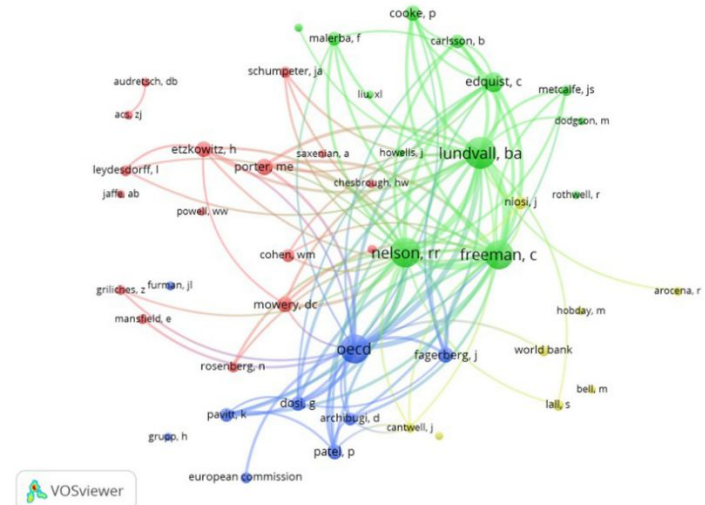 cooke, p
malerba, f
carlsson, b
schumpeter, ja
audretsch, db
edquist, c
liu, xl
metcalfe, js
acs, zj
dodgson, m
etzkowitz, h
saxenian, a
howells, j
lundvall, ba
leydesdorff, l
porter, me
chesbrough, hw
jaffe, ab
rothwell, r
niosi, j
powell, ww
cohen, wm
nelson, rr
freeman, c
griliches, z
furman, jl
arocena, r
mowery, dc
hobday, m
mansfield, e
oecd
fagerberg, j
world bank
rosenberg, n
bell, m
dosi, g
lall, s
pavitt, k
archibugi, d
cantwell, j
grupp, h
patel, p
european commission
VOSviewer